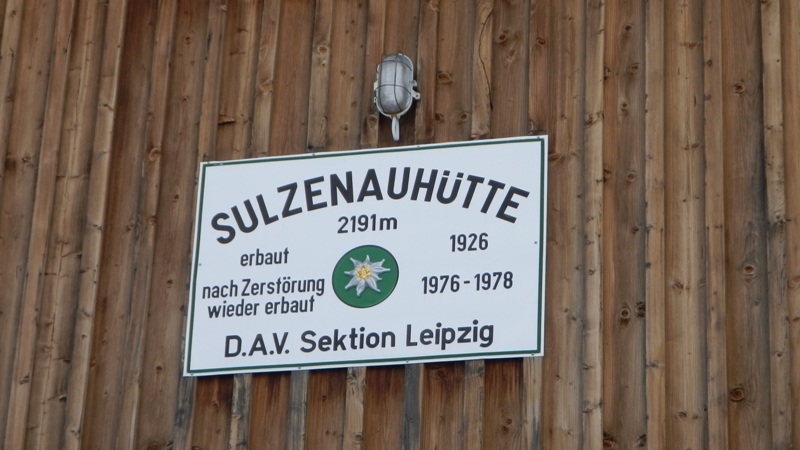 SULZENAUHÜTTE
2191m
erbaut 1926
nach Zerstörung
wieder erbaut 1976-1978
D.A.V. Sektion Leipzig